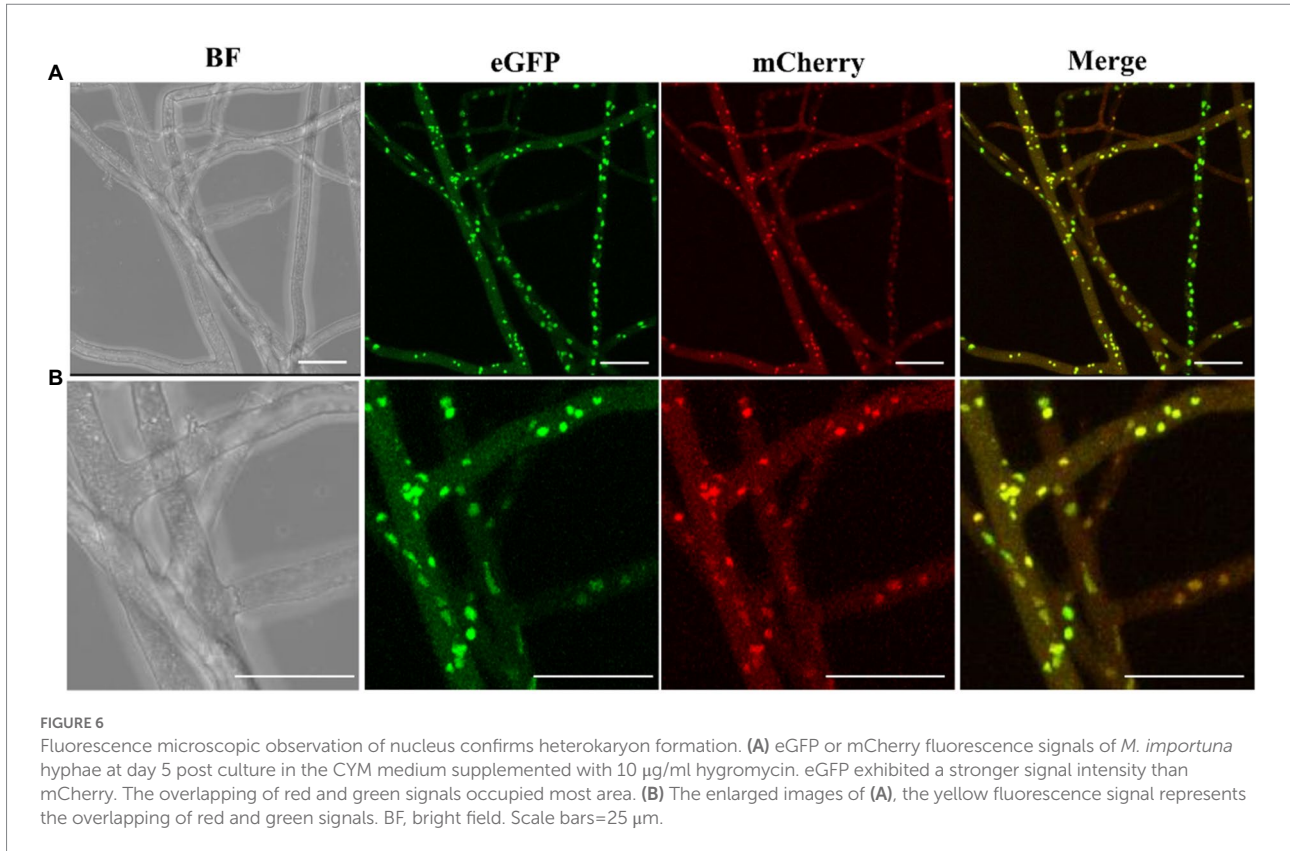 BF eGFP mCherry Merge
A
B
FIGURE 6
Fluorescence microscopic observation of nucleus confirms heterokaryon formation. (A) eGFP or mCherry fluorescence signals of M. importuna
hyphae at day 5 post culture in the CYM medium supplemented with 10 μg/ml hygromycin. eGFP exhibited a stronger signal intensity than
mCherry. The overlapping of red and green signals occupied most area. (B) The enlarged images of (A), the yellow fluorescence signal represents
the overlapping of red and green signals. BF, bright field. Scale bars=25 μm.